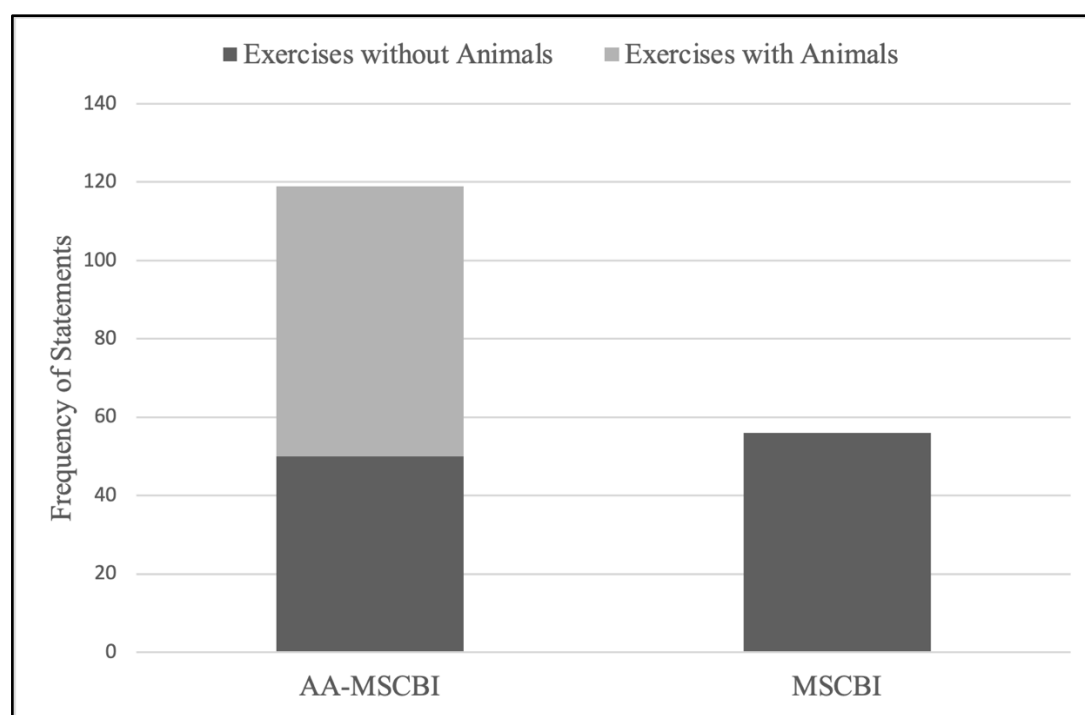 Exercises without Animals Exercises with Animals
140
120
100
80
60
40
20
0
Frequency of Statements
AA-MSCBI MSCBI